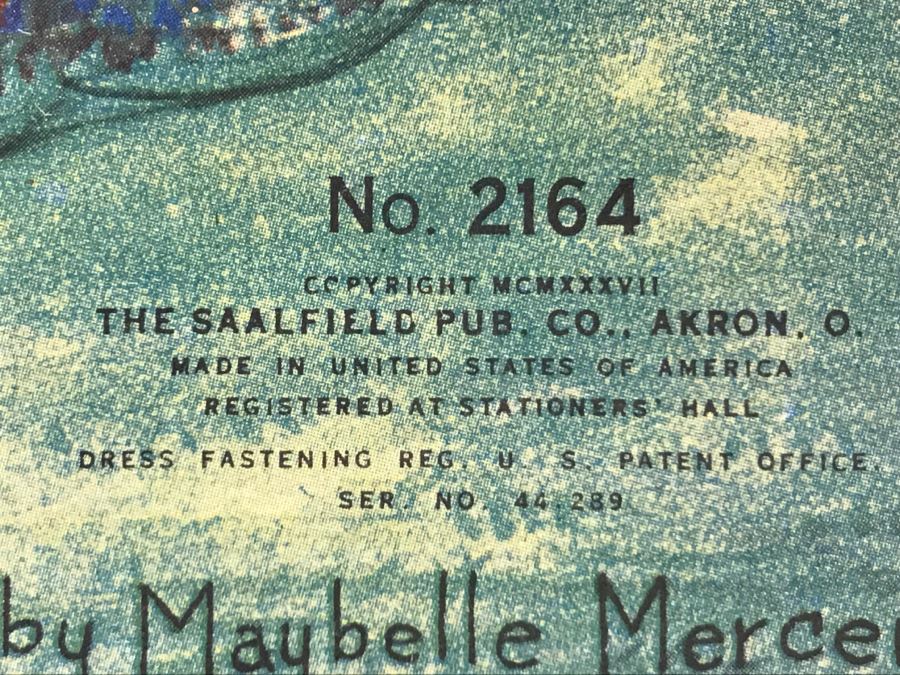 No. 2164
COPYRIGHT MCMXXXVII
THE SAALFIELD PUB. CO., AKRON, O.
MADE IN UNITED STATES OF AMERICA
REGISTERED AT STATIONERS' HALL
DRESS FASTENING REG. U. S. PATENT OFFICE.
SER. NO. 44.289
by Maybelle Mercer